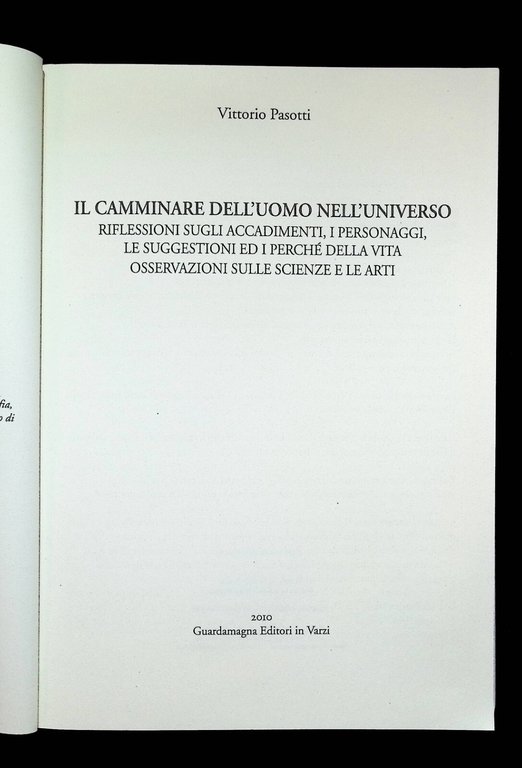 Vittorio Pasotti
IL CAMMINARE DELL'UOMO NELL'UNIVERSO
RIFLESSIONI SUGLI ACCADIMENTI, I PERSONAGGI,
LE SUGGESTIONI ED I PERCHÉ DELLA VITA
OSSERVAZIONI SULLE SCIENZE E LE ARTI
2010
Guardamagna Editori in Varzi